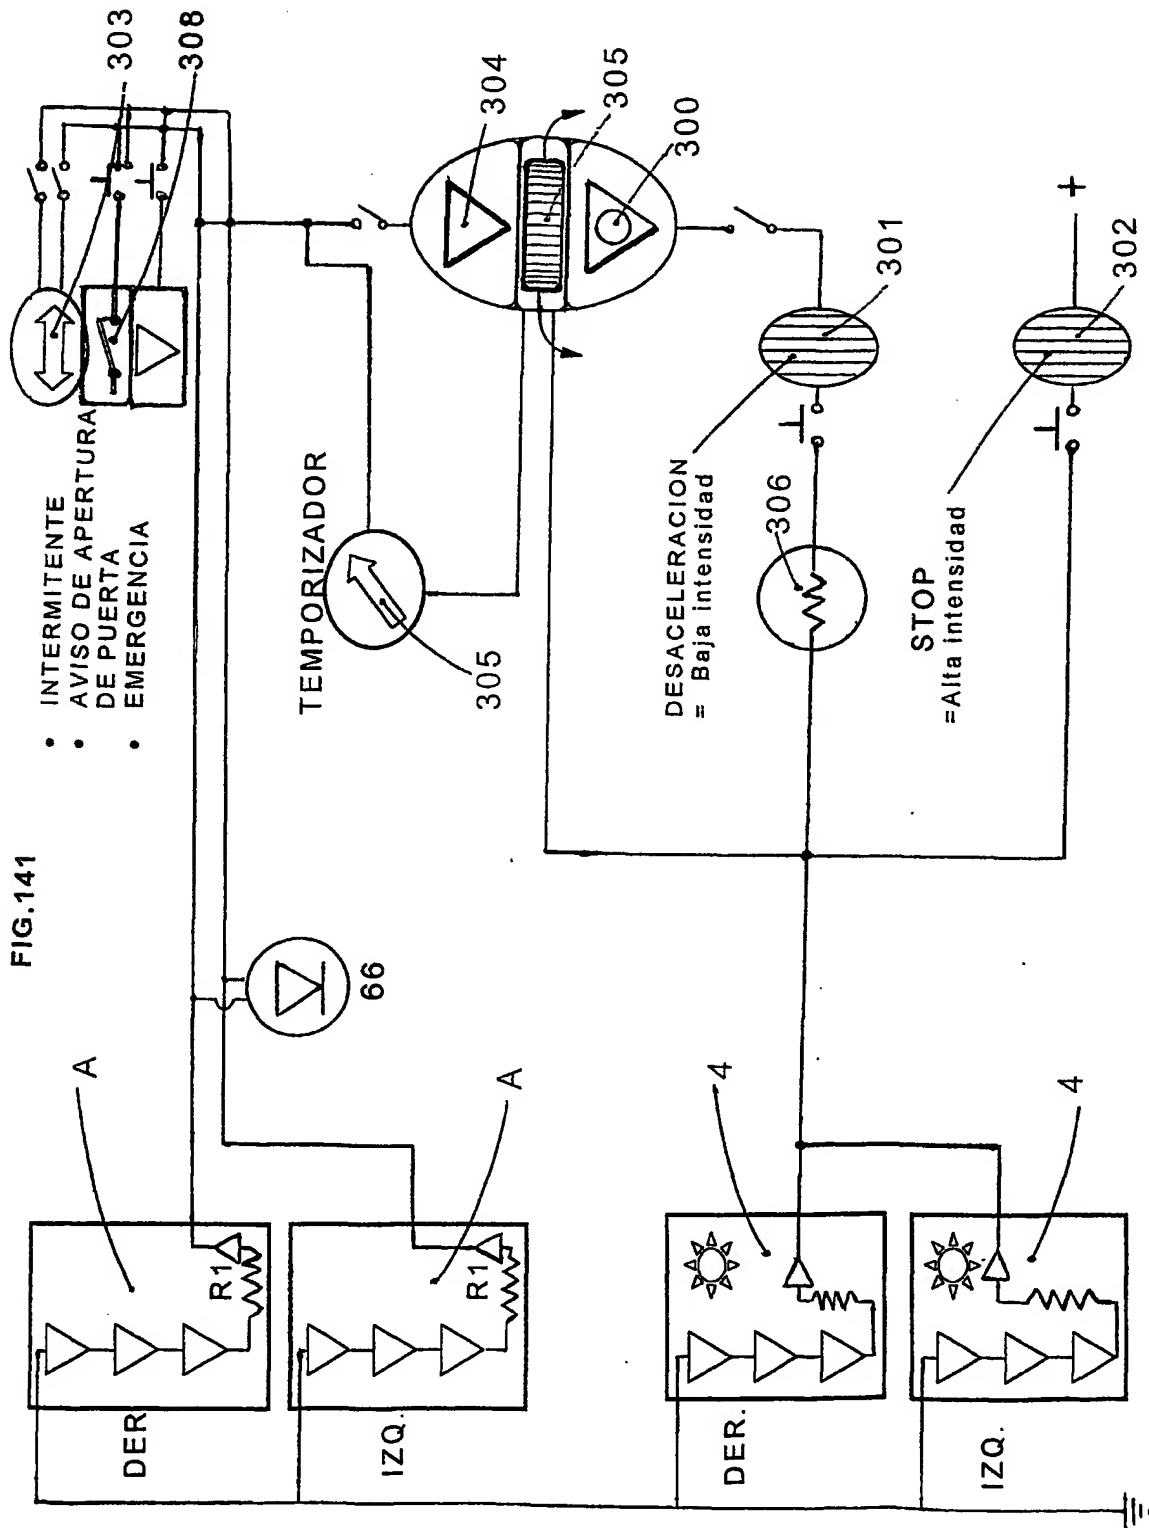 FIG.141
• INTERMITENTE
• AVISO DE APERTURA
DE PUERTA
• EMERGENCIA
303
308
TEMPORIZADOR
305
304
305
300
DESACELERACION
= Baja intensidad
306
301
STOP
=Alta intensidad
302
+
66
A
R1
DER
A
R1
IZQ.
4
DER.
4
IZQ.